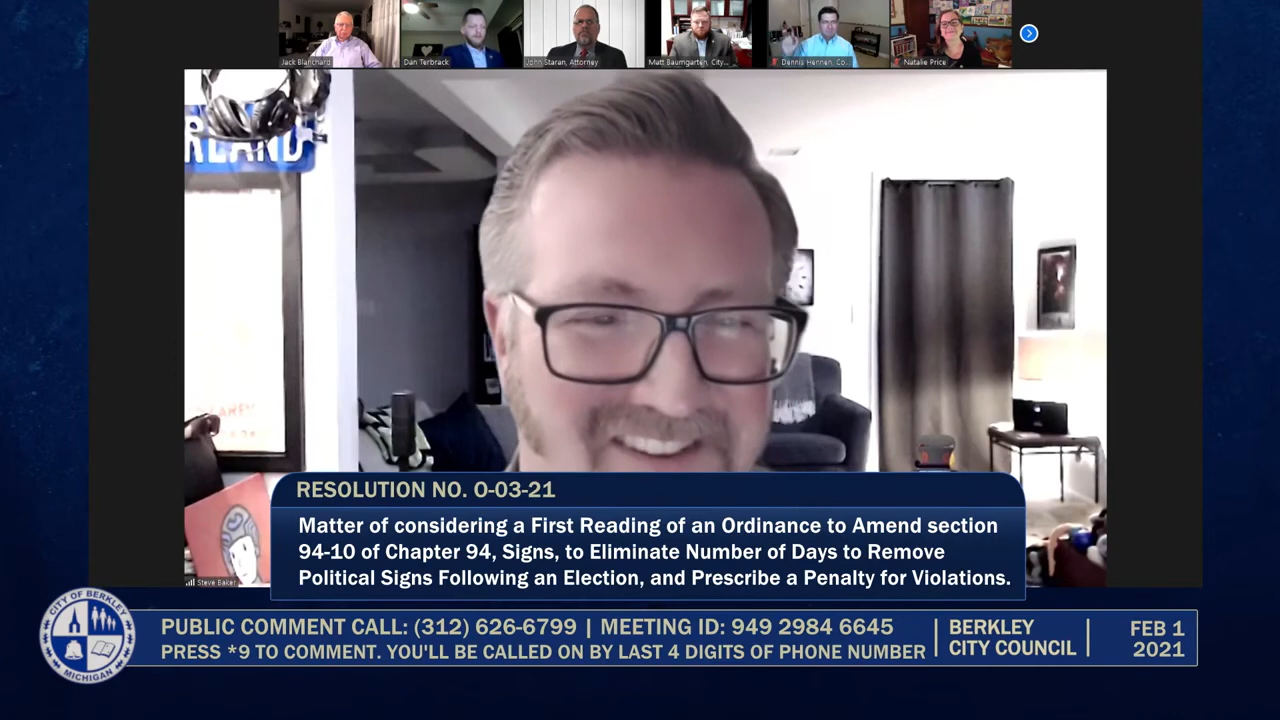 Jack Blanchard
Dan Terbrack
John Staran, Attorney
Matt Baumgarten, City...
Dennis Hennen, Co...
Natalie Price
RLAND
Steve Baker
RESOLUTION NO. O-03-21
Matter of considering a First Reading of an Ordinance to Amend section
94-10 of Chapter 94, Signs, to Eliminate Number of Days to Remove
Political Signs Following an Election, and Prescribe a Penalty for Violations.
CITY OF BERKLEY
MICHIGAN
PUBLIC COMMENT CALL: (312) 626-6799 | MEETING ID: 949 2984 6645
PRESS *9 TO COMMENT. YOU'LL BE CALLED ON BY LAST 4 DIGITS OF PHONE NUMBER
BERKLEY
CITY COUNCIL
FEB 1
2021